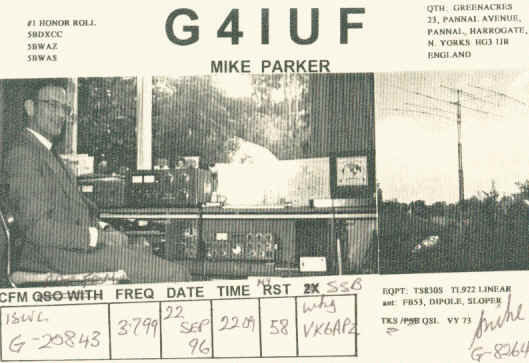 #1 HONOR ROLL
5BDXCC
5BWAZ
5BWAS
G4IUF
MIKE PARKER
QTH: GREENACRES
23, PANNAL AVENUE,
PANNAL, HARROGATE,
N. YORKS HG3 1JR
ENGLAND
CFM QSO WITH FREQ DATE TIME RST 2X SSB
ISWL
G-20843
3·799
22
SEP
96
2209
58
wkg
VK6APZ
EQPT: TS830S TL922 LINEAR
ant: FB53, DIPOLE, SLOPER
TKS /PSE QSL VY 73
mike